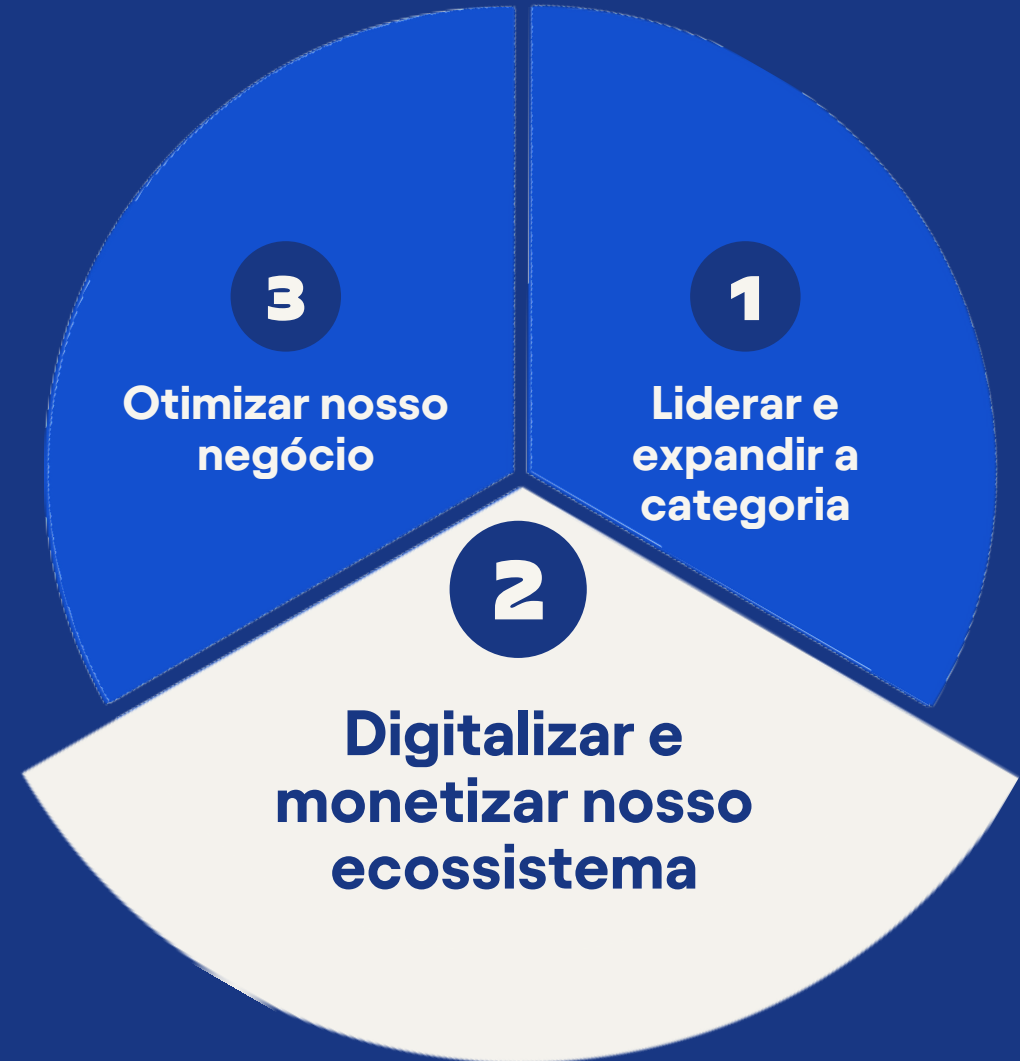 1
Liderar e
expandir a
categoria
2
Digitalizar e
monetizar nosso
ecossistema
3
Otimizar nosso
negócio